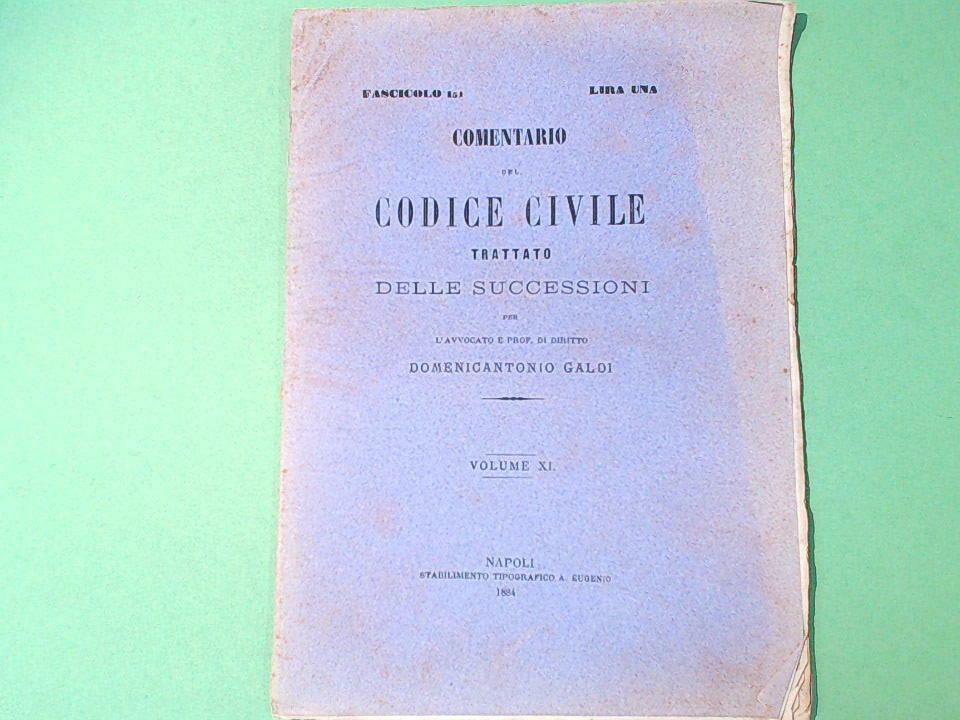 FASCICOLO 151 LIRA UNA
COMENTARIO
DEL
CODICE CIVILE
TRATTATO
DELLE SUCCESSIONI
PER
L'AVVOCATO E PROF. DI DIRITTO
DOMENICANTONIO GALDI
VOLUME XI.
NAPOLI
STABILIMENTO TIPOGRAFICO A. EUGENIO
1884